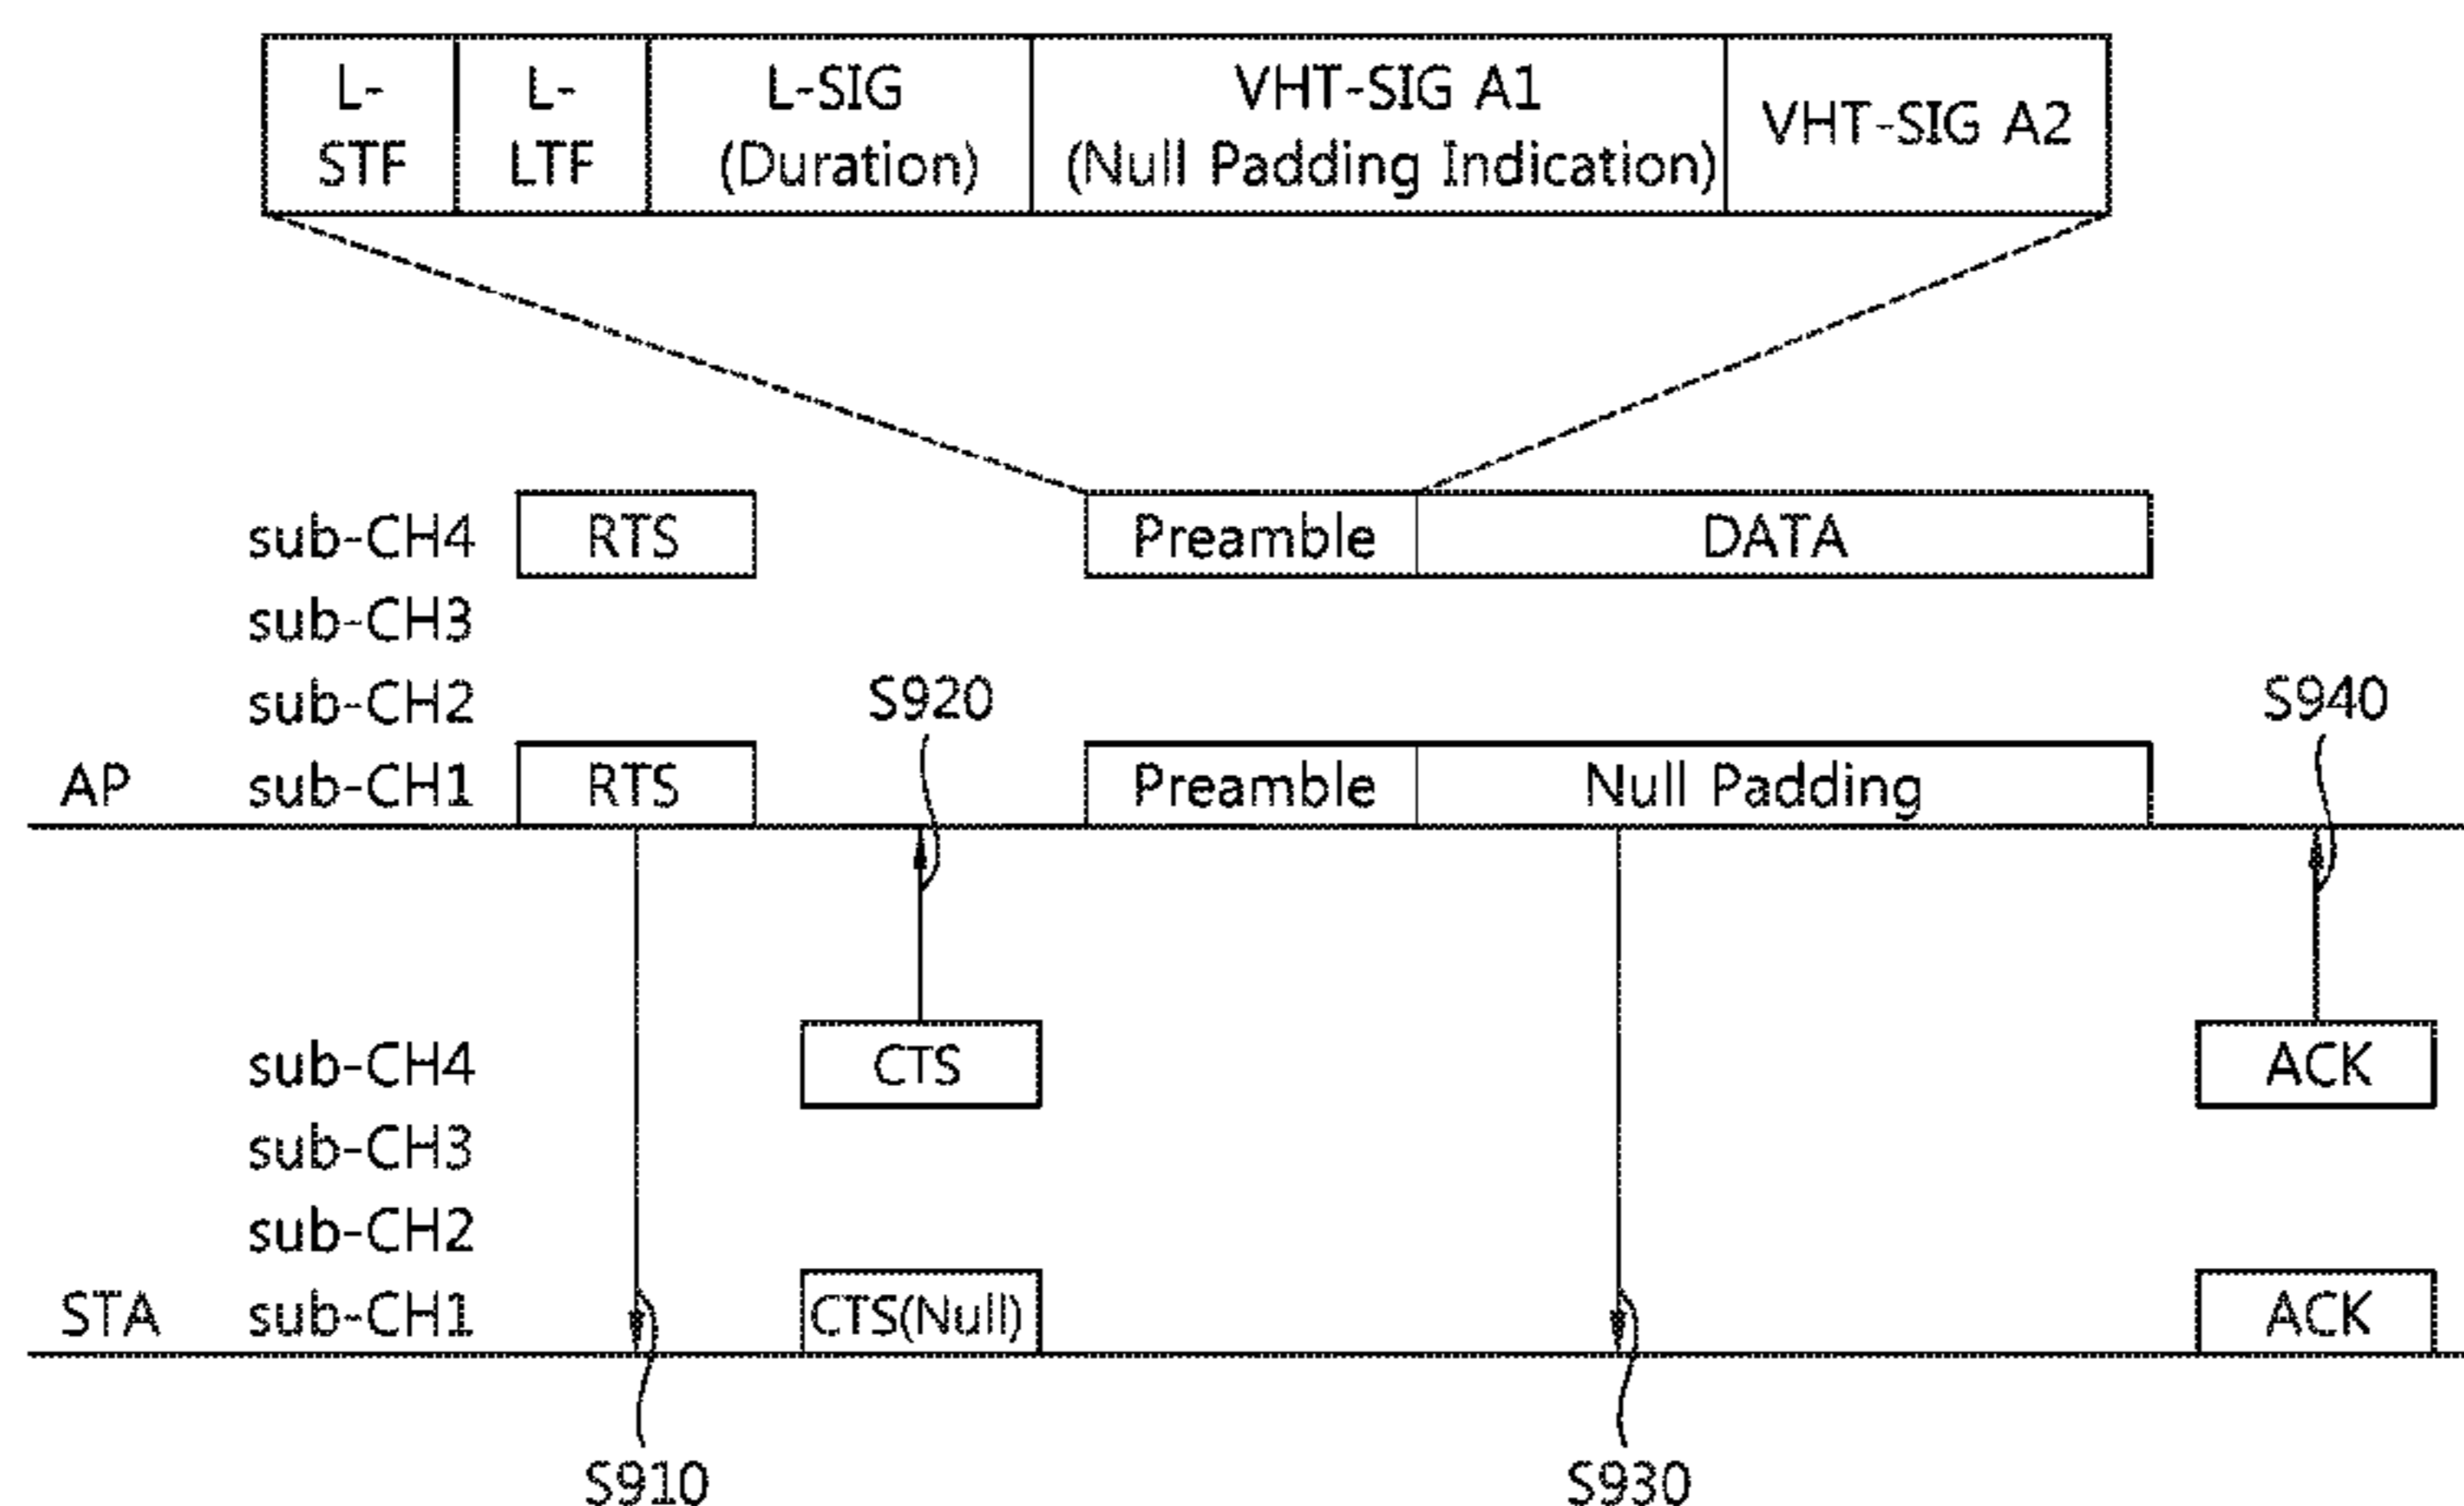 L-STF L-LTF L-SIG (Duration) VHT-SIG A1 (Null Padding Indication) VHT-SIG A2
sub-CH4 RTS Preamble DATA
sub-CH3
sub-CH2 S920 S940
AP sub-CH1 RTS Preamble Null Padding
sub-CH4 CTS ACK
sub-CH3
sub-CH2
STA sub-CH1 CTS(Null) ACK
S910 S930